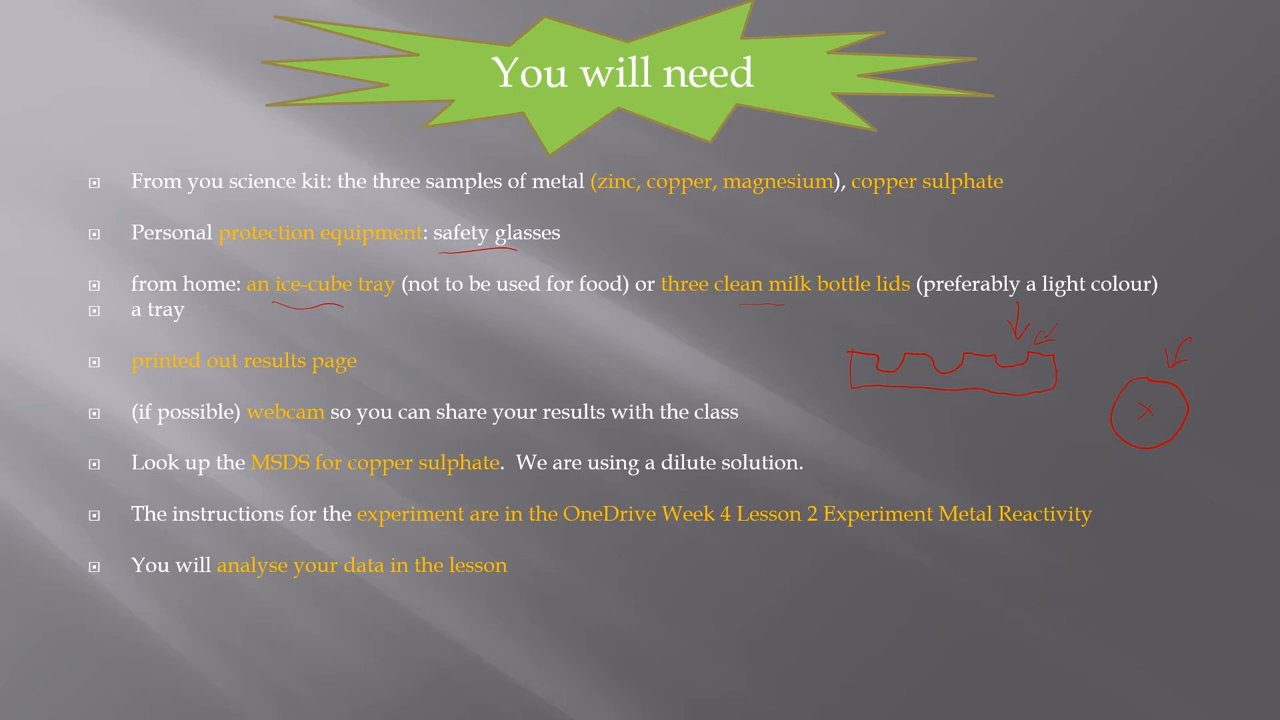 You will need
From you science kit: the three samples of metal (zinc, copper, magnesium), copper sulphate
Personal protection equipment: safety glasses
from home: an ice-cube tray (not to be used for food) or three clean milk bottle lids (preferably a light colour)
a tray
printed out results page
(if possible) webcam so you can share your results with the class
Look up the MSDS for copper sulphate. We are using a dilute solution.
The instructions for the experiment are in the OneDrive Week 4 Lesson 2 Experiment Metal Reactivity
You will analyse your data in the lesson